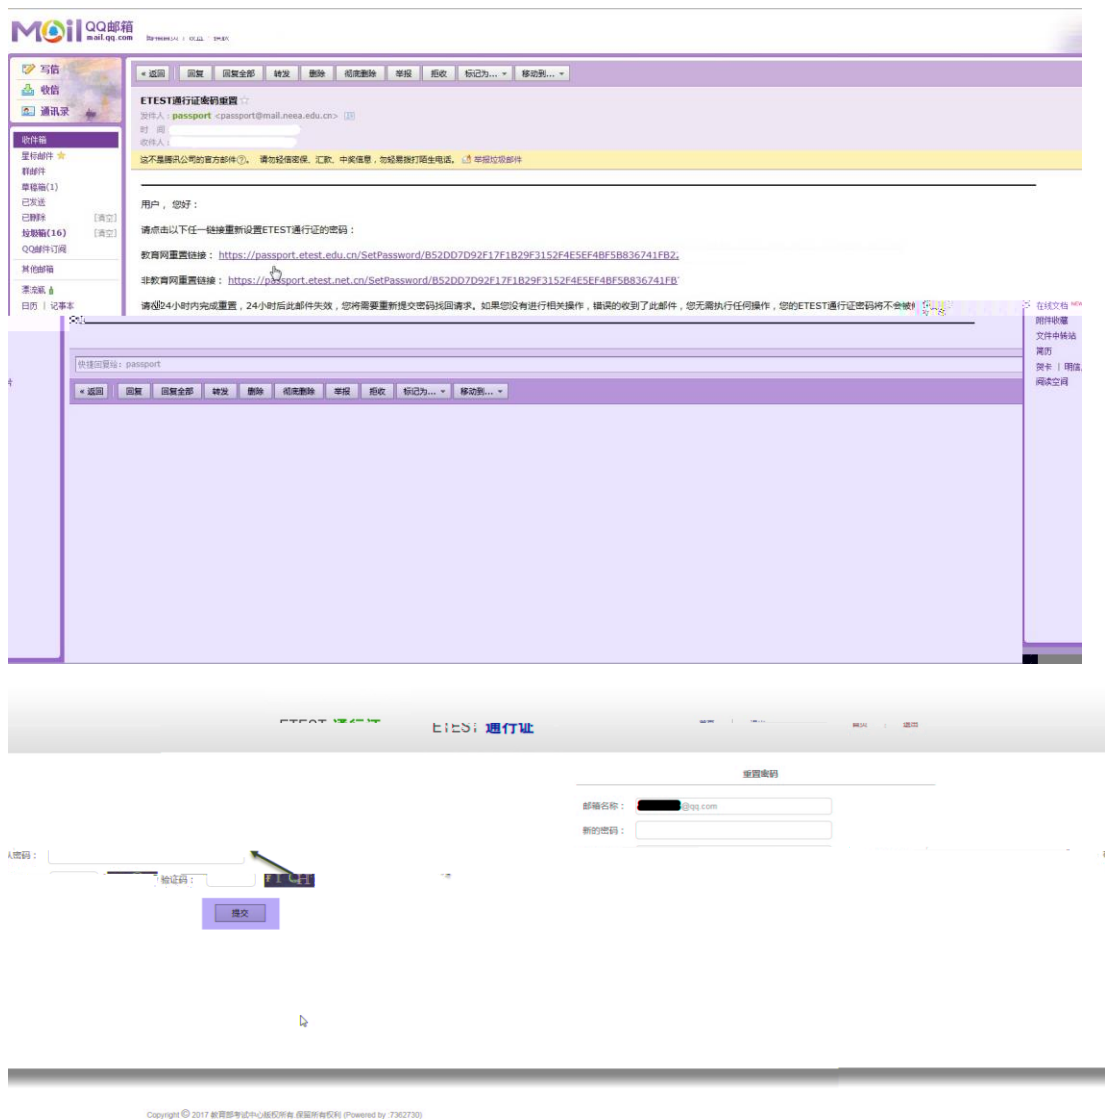 MOil QQ邮箱
mail.qq.com
写信
收信
通讯录
收件箱
星标邮件
群邮件
草稿箱(1)
已发送
已删除 [清空]
垃圾箱(16) [清空]
QQ邮件订阅
其他邮箱
漂流瓶
日历 | 记事本
« 返回 回复 回复全部 转发 删除 彻底删除 举报 拒收 标记为... 移动到...
ETEST通行证密码重置
发件人：passport <passport@mail.neea.edu.cn>
时 间
收件人：
这不是腾讯公司的官方邮件?。 请勿轻信密保、汇款、中奖信息，勿轻易拨打陌生电话。 举报垃圾邮件
用户，您好：
请点击以下任一链接重新设置ETEST通行证的密码：
教育网重置链接：https://passport.etest.edu.cn/SetPassword/B52DD7D92F17F1B29F3152F4E5EF4BF5B836741FB2
非教育网重置链接：https://passport.etest.net.cn/SetPassword/B52DD7D92F17F1B29F3152F4E5EF4BF5B836741FB
请在24小时内完成重置，24小时后此邮件失效，您将需要重新提交密码找回请求。如果您没有进行相关操作，错误的收到了此邮件，您无需执行任何操作，您的ETEST通行证密码将不会被
在线文档
附件收藏
文件中转站
简历
贺卡 | 明信
阅读空间
快捷回复给：passport
« 返回 回复 回复全部 转发 删除 彻底删除 举报 拒收 标记为... 移动到...
ETEST 通行证
重置密码
邮箱名称： @qq.com
新的密码：
密码：
验证码：
提交
Copyright © 2017 教育部考试中心版权所有.保留所有权利 (Powered by :7362730)